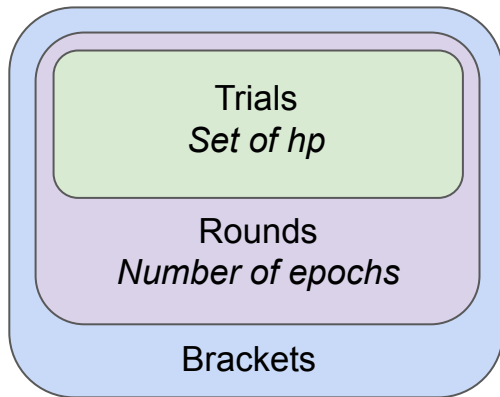 Trials
Set of hp
Rounds
Number of epochs
Brackets